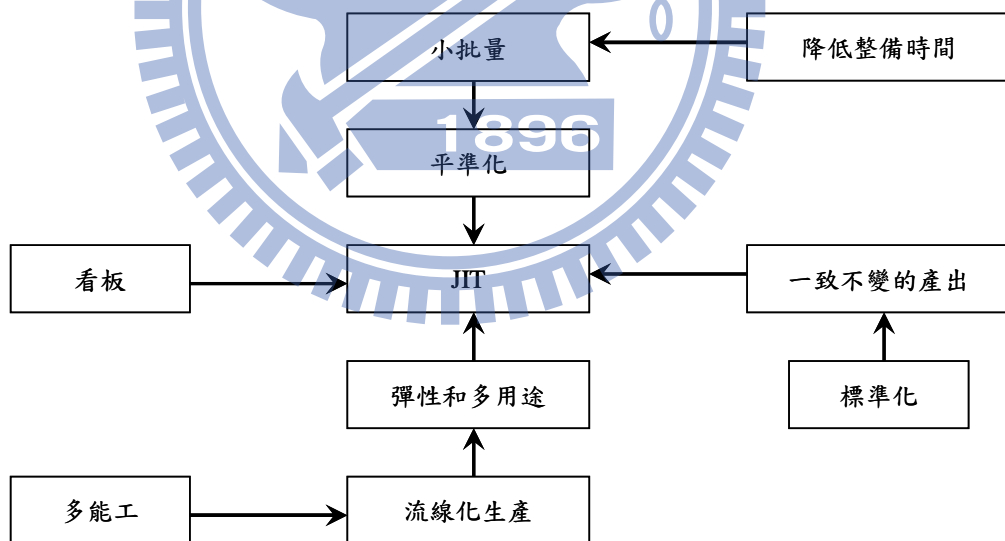 小批量
降低整備時間
1896
平準化
看板
JIT
一致不變的產出
彈性和多用途
標準化
多能工
流線化生產